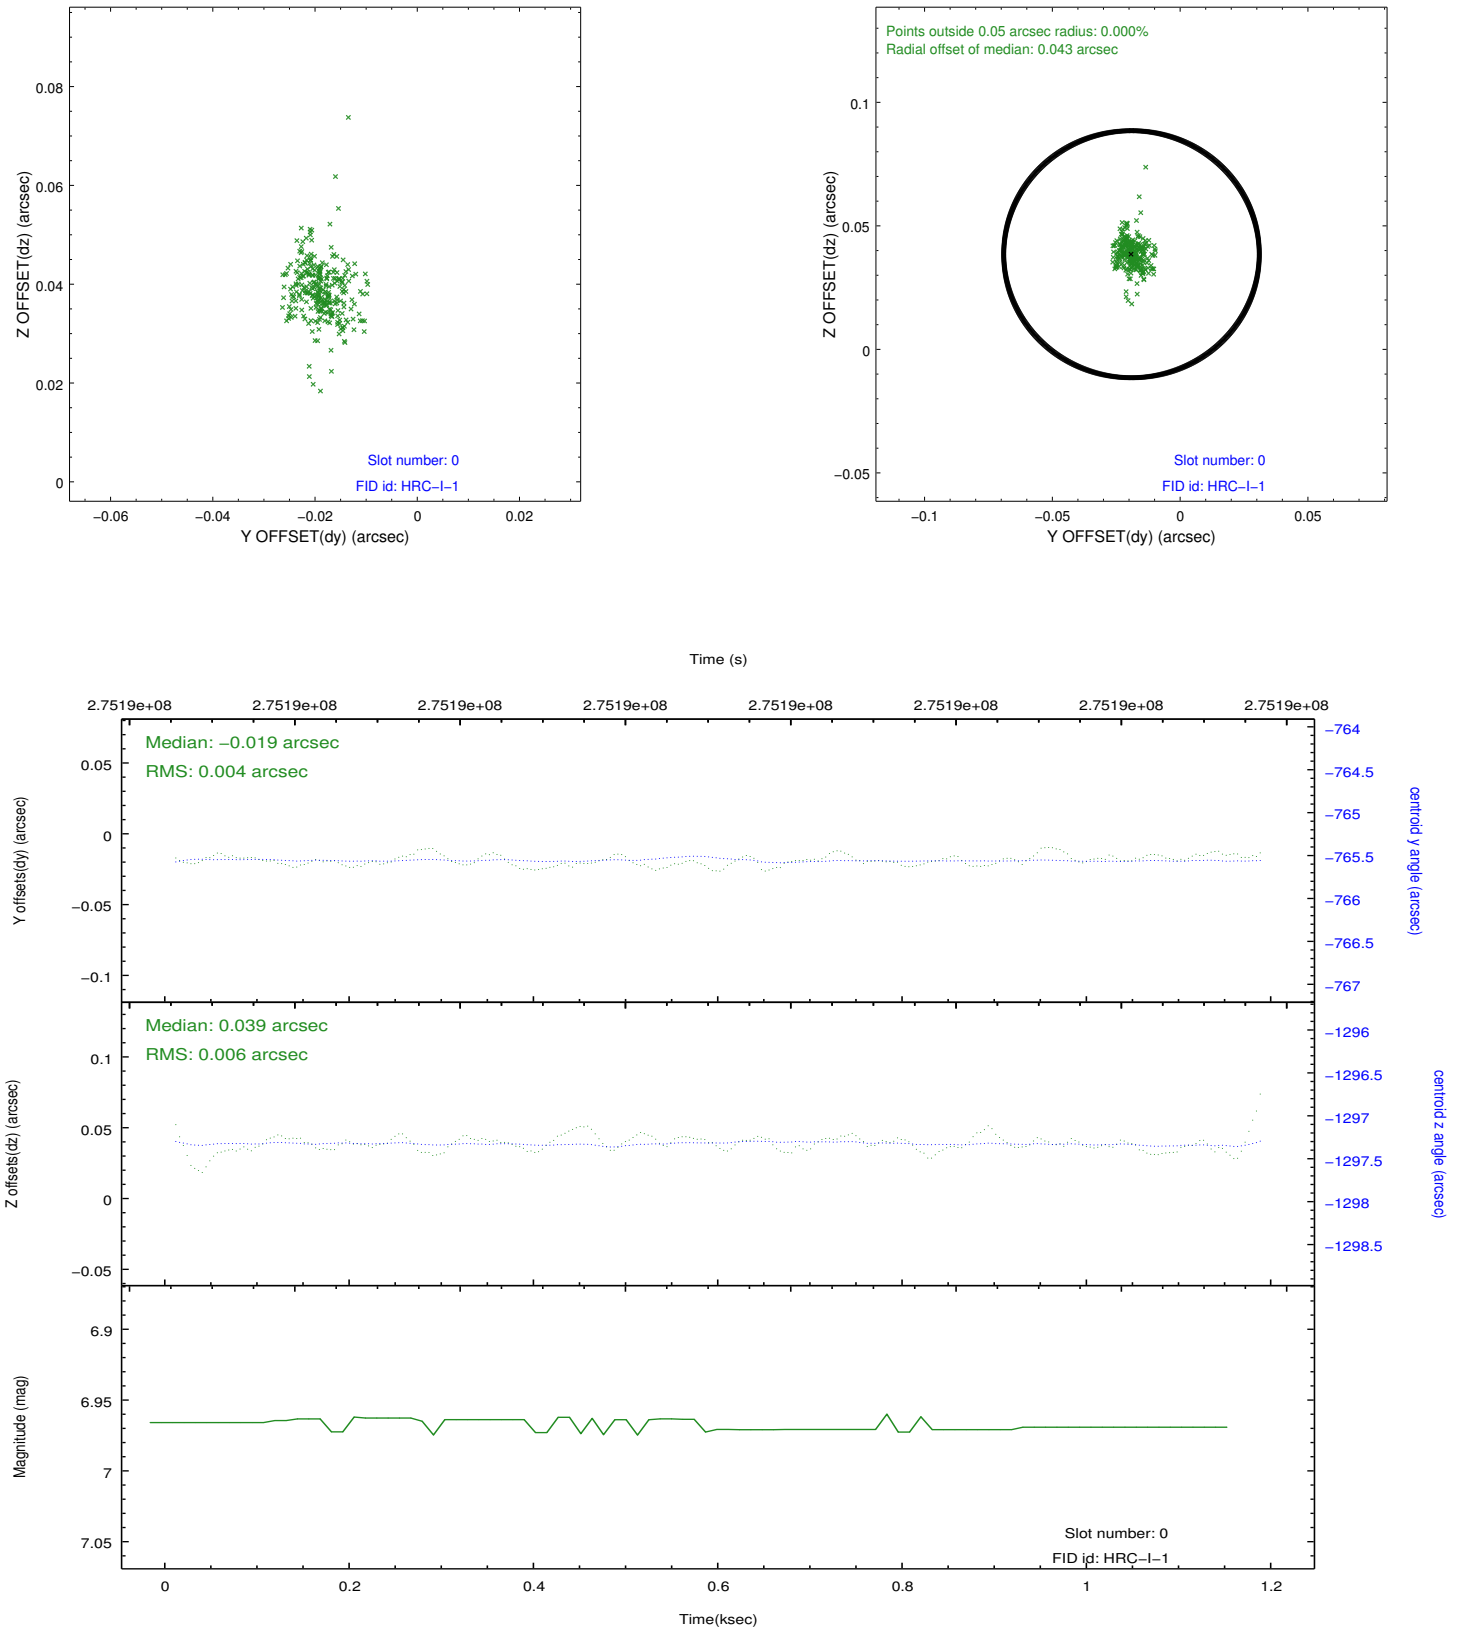 0.08
0.06
0.04
0.02
0
Z OFFSET(dz) (arcsec)
Slot number: 0
FID id: HRC−I−1
−0.06
−0.04
−0.02
0
0.02
Y OFFSET(dy) (arcsec)
Points outside 0.05 arcsec radius: 0.000%
Radial offset of median: 0.043 arcsec
0.1
0.05
0
−0.05
Z OFFSET(dz) (arcsec)
Slot number: 0
FID id: HRC−I−1
−0.1
−0.05
0
0.05
Y OFFSET(dy) (arcsec)
Time (s)
2.7519e+08
2.7519e+08
2.7519e+08
2.7519e+08
2.7519e+08
2.7519e+08
2.7519e+08
2.7519e+08
Median: −0.019 arcsec
RMS: 0.004 arcsec
0.05
0
−0.05
−0.1
Y offsets(dy) (arcsec)
−764
−764.5
−765
−765.5
−766
−766.5
−767
centroid y angle (arcsec)
Median: 0.039 arcsec
RMS: 0.006 arcsec
0.1
0.05
0
−0.05
Z offsets(dz) (arcsec)
−1296
−1296.5
−1297
−1297.5
−1298
−1298.5
centroid z angle (arcsec)
6.9
6.95
7
7.05
Magnitude (mag)
Slot number: 0
FID id: HRC−I−1
0
0.2
0.4
0.6
0.8
1
1.2
Time(ksec)